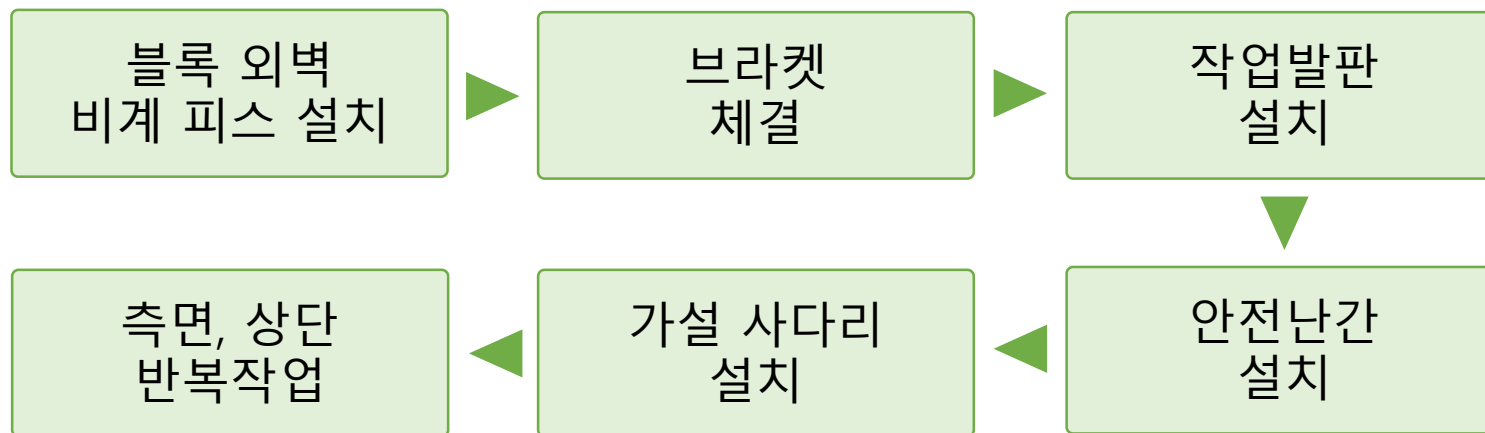 블록 외벽
비계 피스 설치
브라켓
체결
작업발판
설치
안전난간
설치
가설 사다리
설치
측면, 상단
반복작업